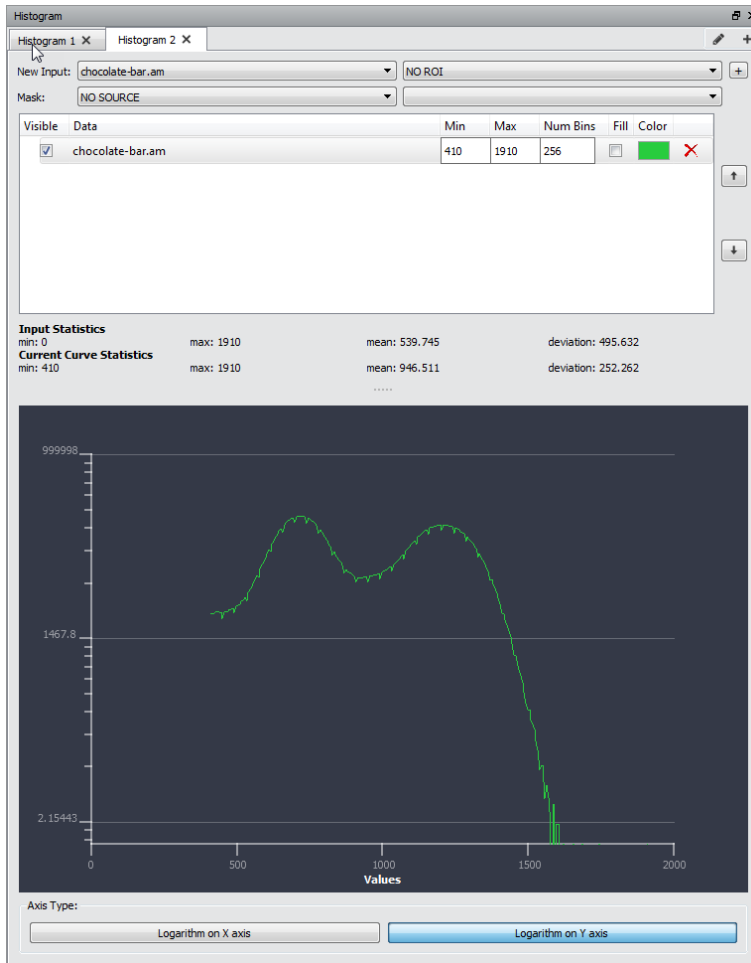 Histogram
Histogram 1 Histogram 2
New Input: chocolate-bar.am NO ROI
Mask: NO SOURCE
Visible Data Min Max Num Bins Fill Color
chocolate-bar.am 410 1910 256
Input Statistics
min: 0 max: 1910 mean: 539.745 deviation: 495.632
Current Curve Statistics
min: 410 max: 1910 mean: 946.511 deviation: 252.262
999998
1467.8
2.15443
0 500 1000 1500 2000
Values
Axis Type:
Logarithm on X axis Logarithm on Y axis